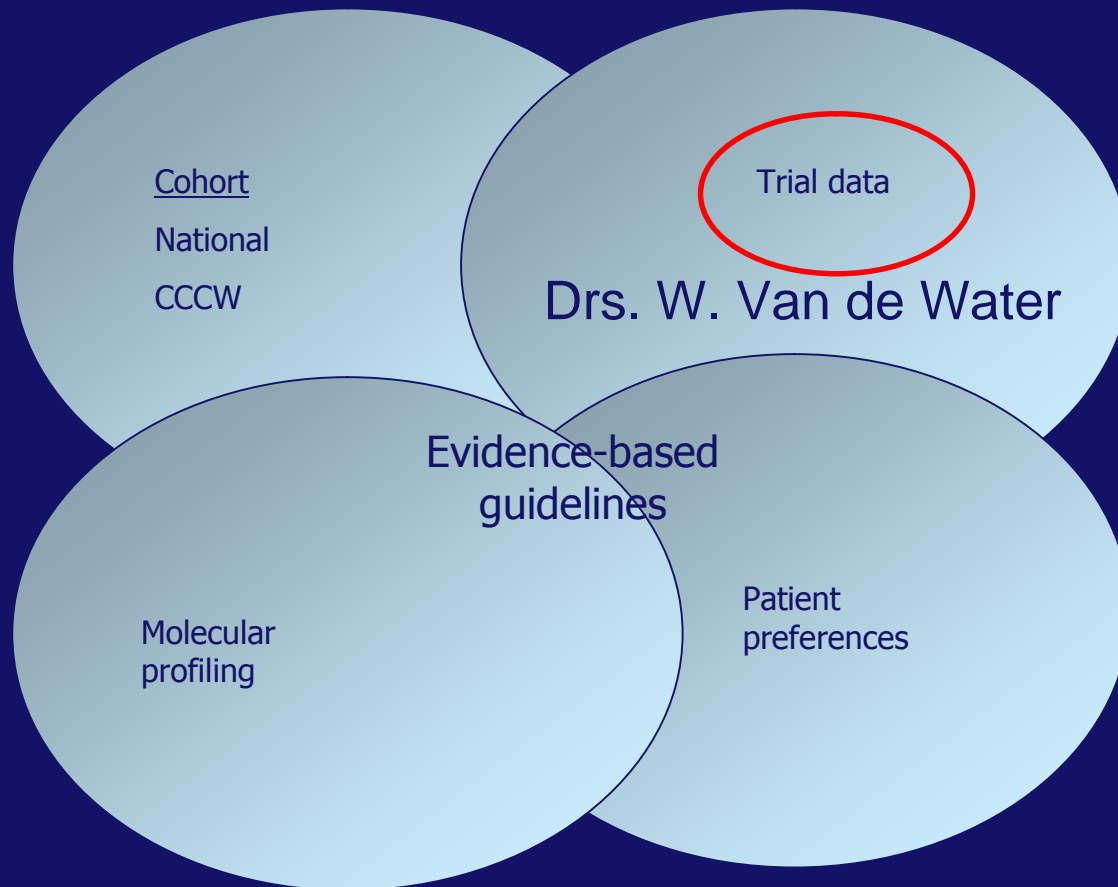 Cohort
National
CCCW
Trial data
Drs. W. Van de Water
Evidence-based
guidelines
Molecular
profiling
Patient
preferences